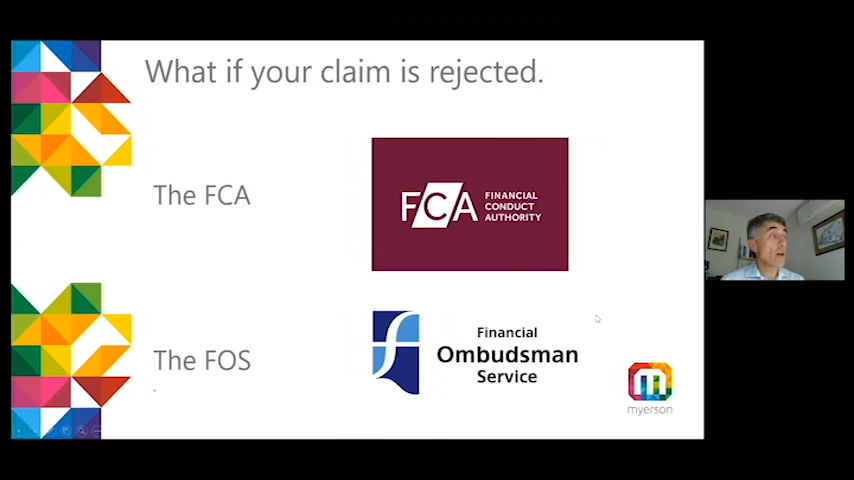 What if your claim is rejected.
The FCA
FCA
FINANCIAL
CONDUCT
AUTHORITY
The FOS
.
Financial
Ombudsman
Service
myerson